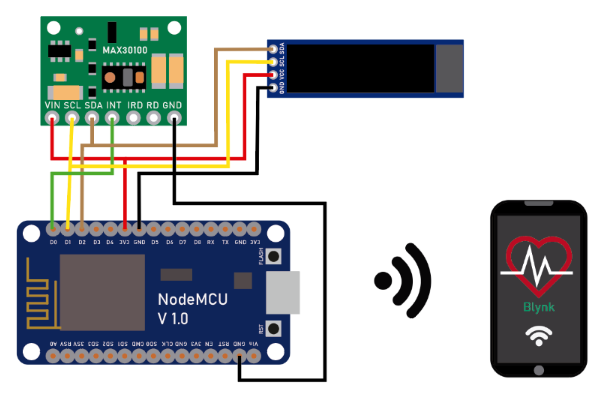 MAX30100
VIN SCL SDA INT IRD RD GND
SDA
SCL
VCC
GND
D0 D1 D2 D3 D4 3V3 GND D5 D6 D7 D8 RX TX GND 3V3
FLASH
NodeMCU
V 1.0
RST
A0 RSV RSV SD3 SD2 SD1 CMD SD0 CLK GND 3V3 EN RST GND Vin
Blynk